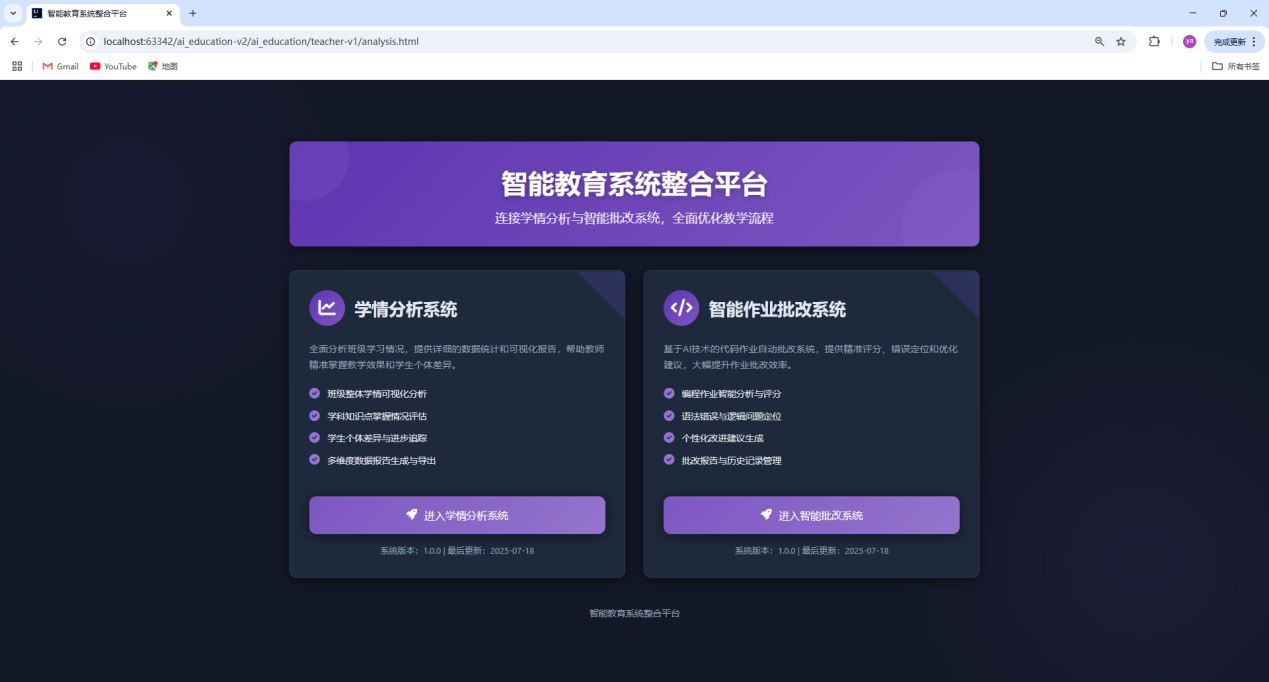 智能教育系统整合平台
localhost:63342/ai_education-v2/ai_education/teacher-v1/analysis.html
ya
完成更新
Gmail
YouTube
地图
所有书签
智能教育系统整合平台
连接学情分析与智能批改系统，全面优化教学流程
学情分析系统
全面分析班级学习情况，提供详细的数据统计和可视化报告，帮助教师
精准掌握教学效果和学生个体差异。
班级整体学情可视化分析
学科知识点掌握情况评估
学生个体差异与进步追踪
多维度数据报告生成与导出
进入学情分析系统
系统版本：1.0.0 | 最后更新：2025-07-18
智能作业批改系统
基于AI技术的代码作业自动批改系统，提供精准评分、错误定位和优化
建议，大幅提升作业批改效率。
编程作业智能分析与评分
语法错误与逻辑问题定位
个性化改进建议生成
批改报告与历史记录管理
进入智能批改系统
系统版本：1.0.0 | 最后更新：2025-07-18
智能教育系统整合平台